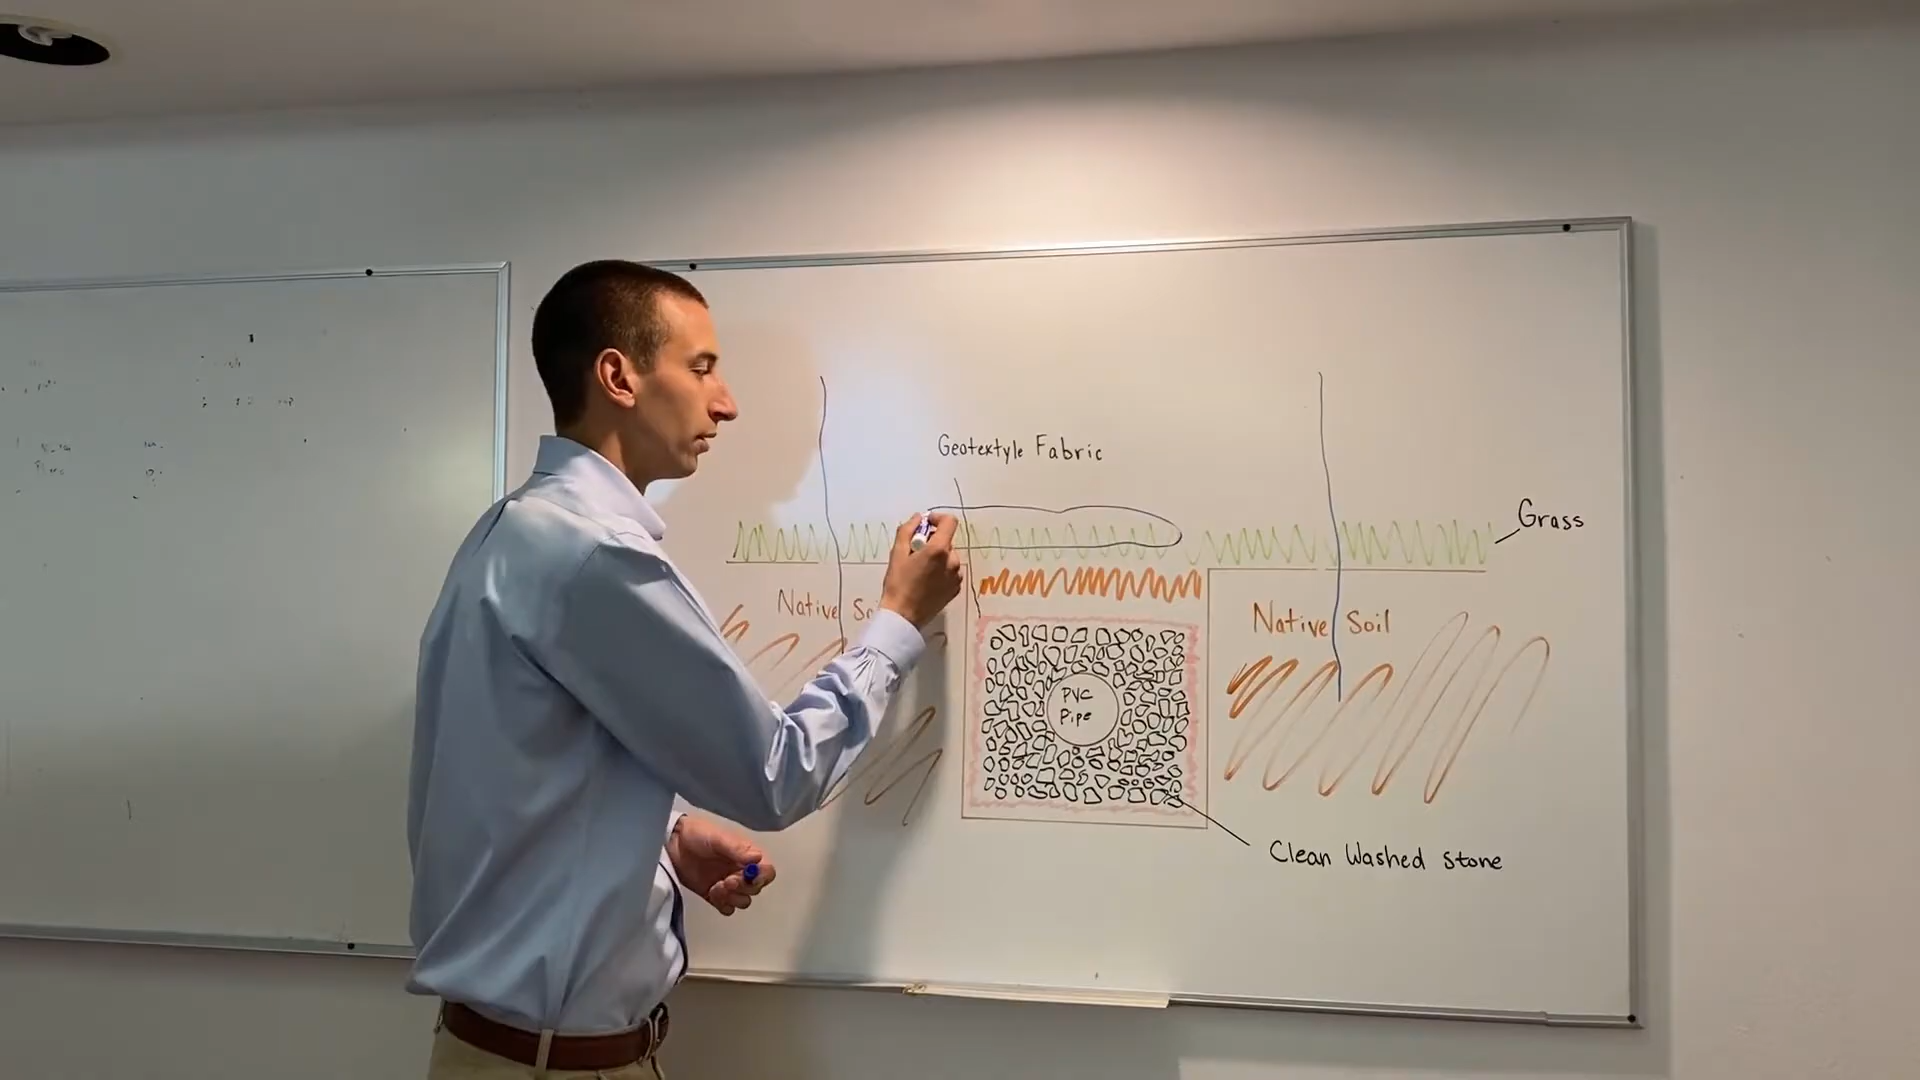 Geotextyle Fabric
Grass
Native Soil
Native Soil
PVC
Pipe
Clean Washed Stone